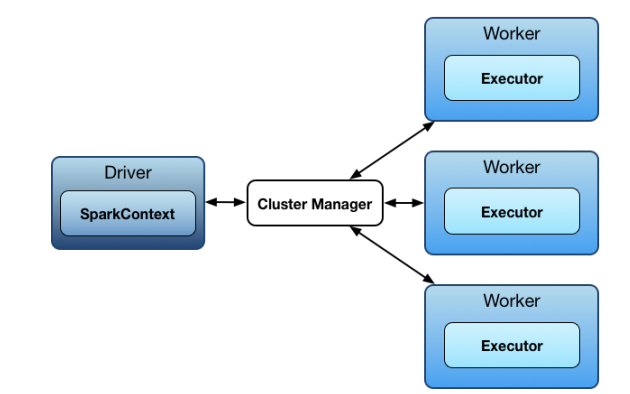 Driver
SparkContext
Cluster Manager
Worker
Executor
Worker
Executor
Worker
Executor